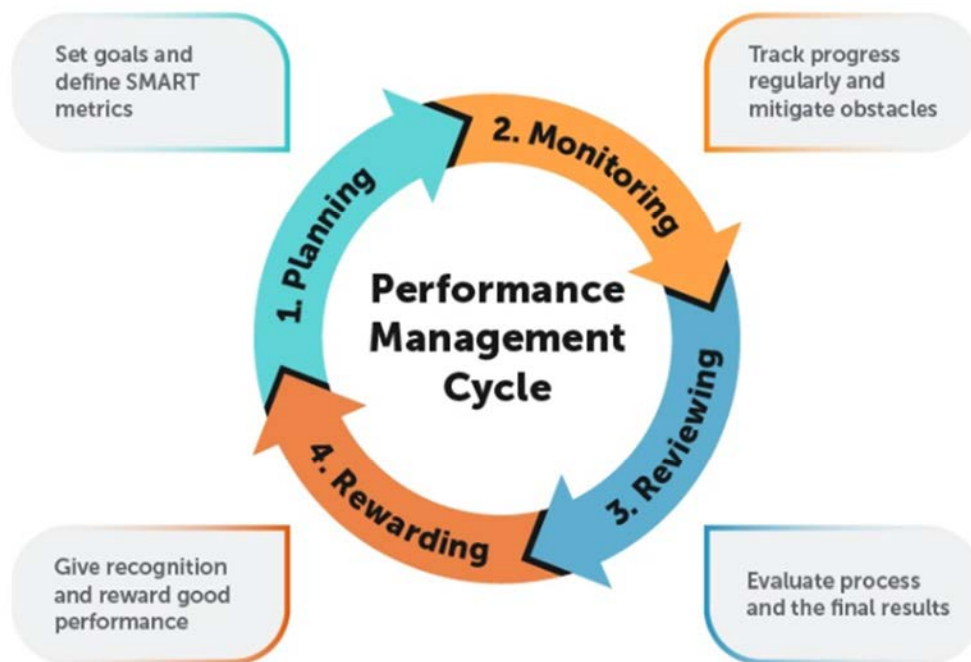 Set goals and
define SMART
metrics
Track progress
regularly and
mitigate obstacles
1. Planning
2. Monitoring
Performance
Management
Cycle
3. Reviewing
4. Rewarding
Give recognition
and reward good
performance
Evaluate process
and the final results